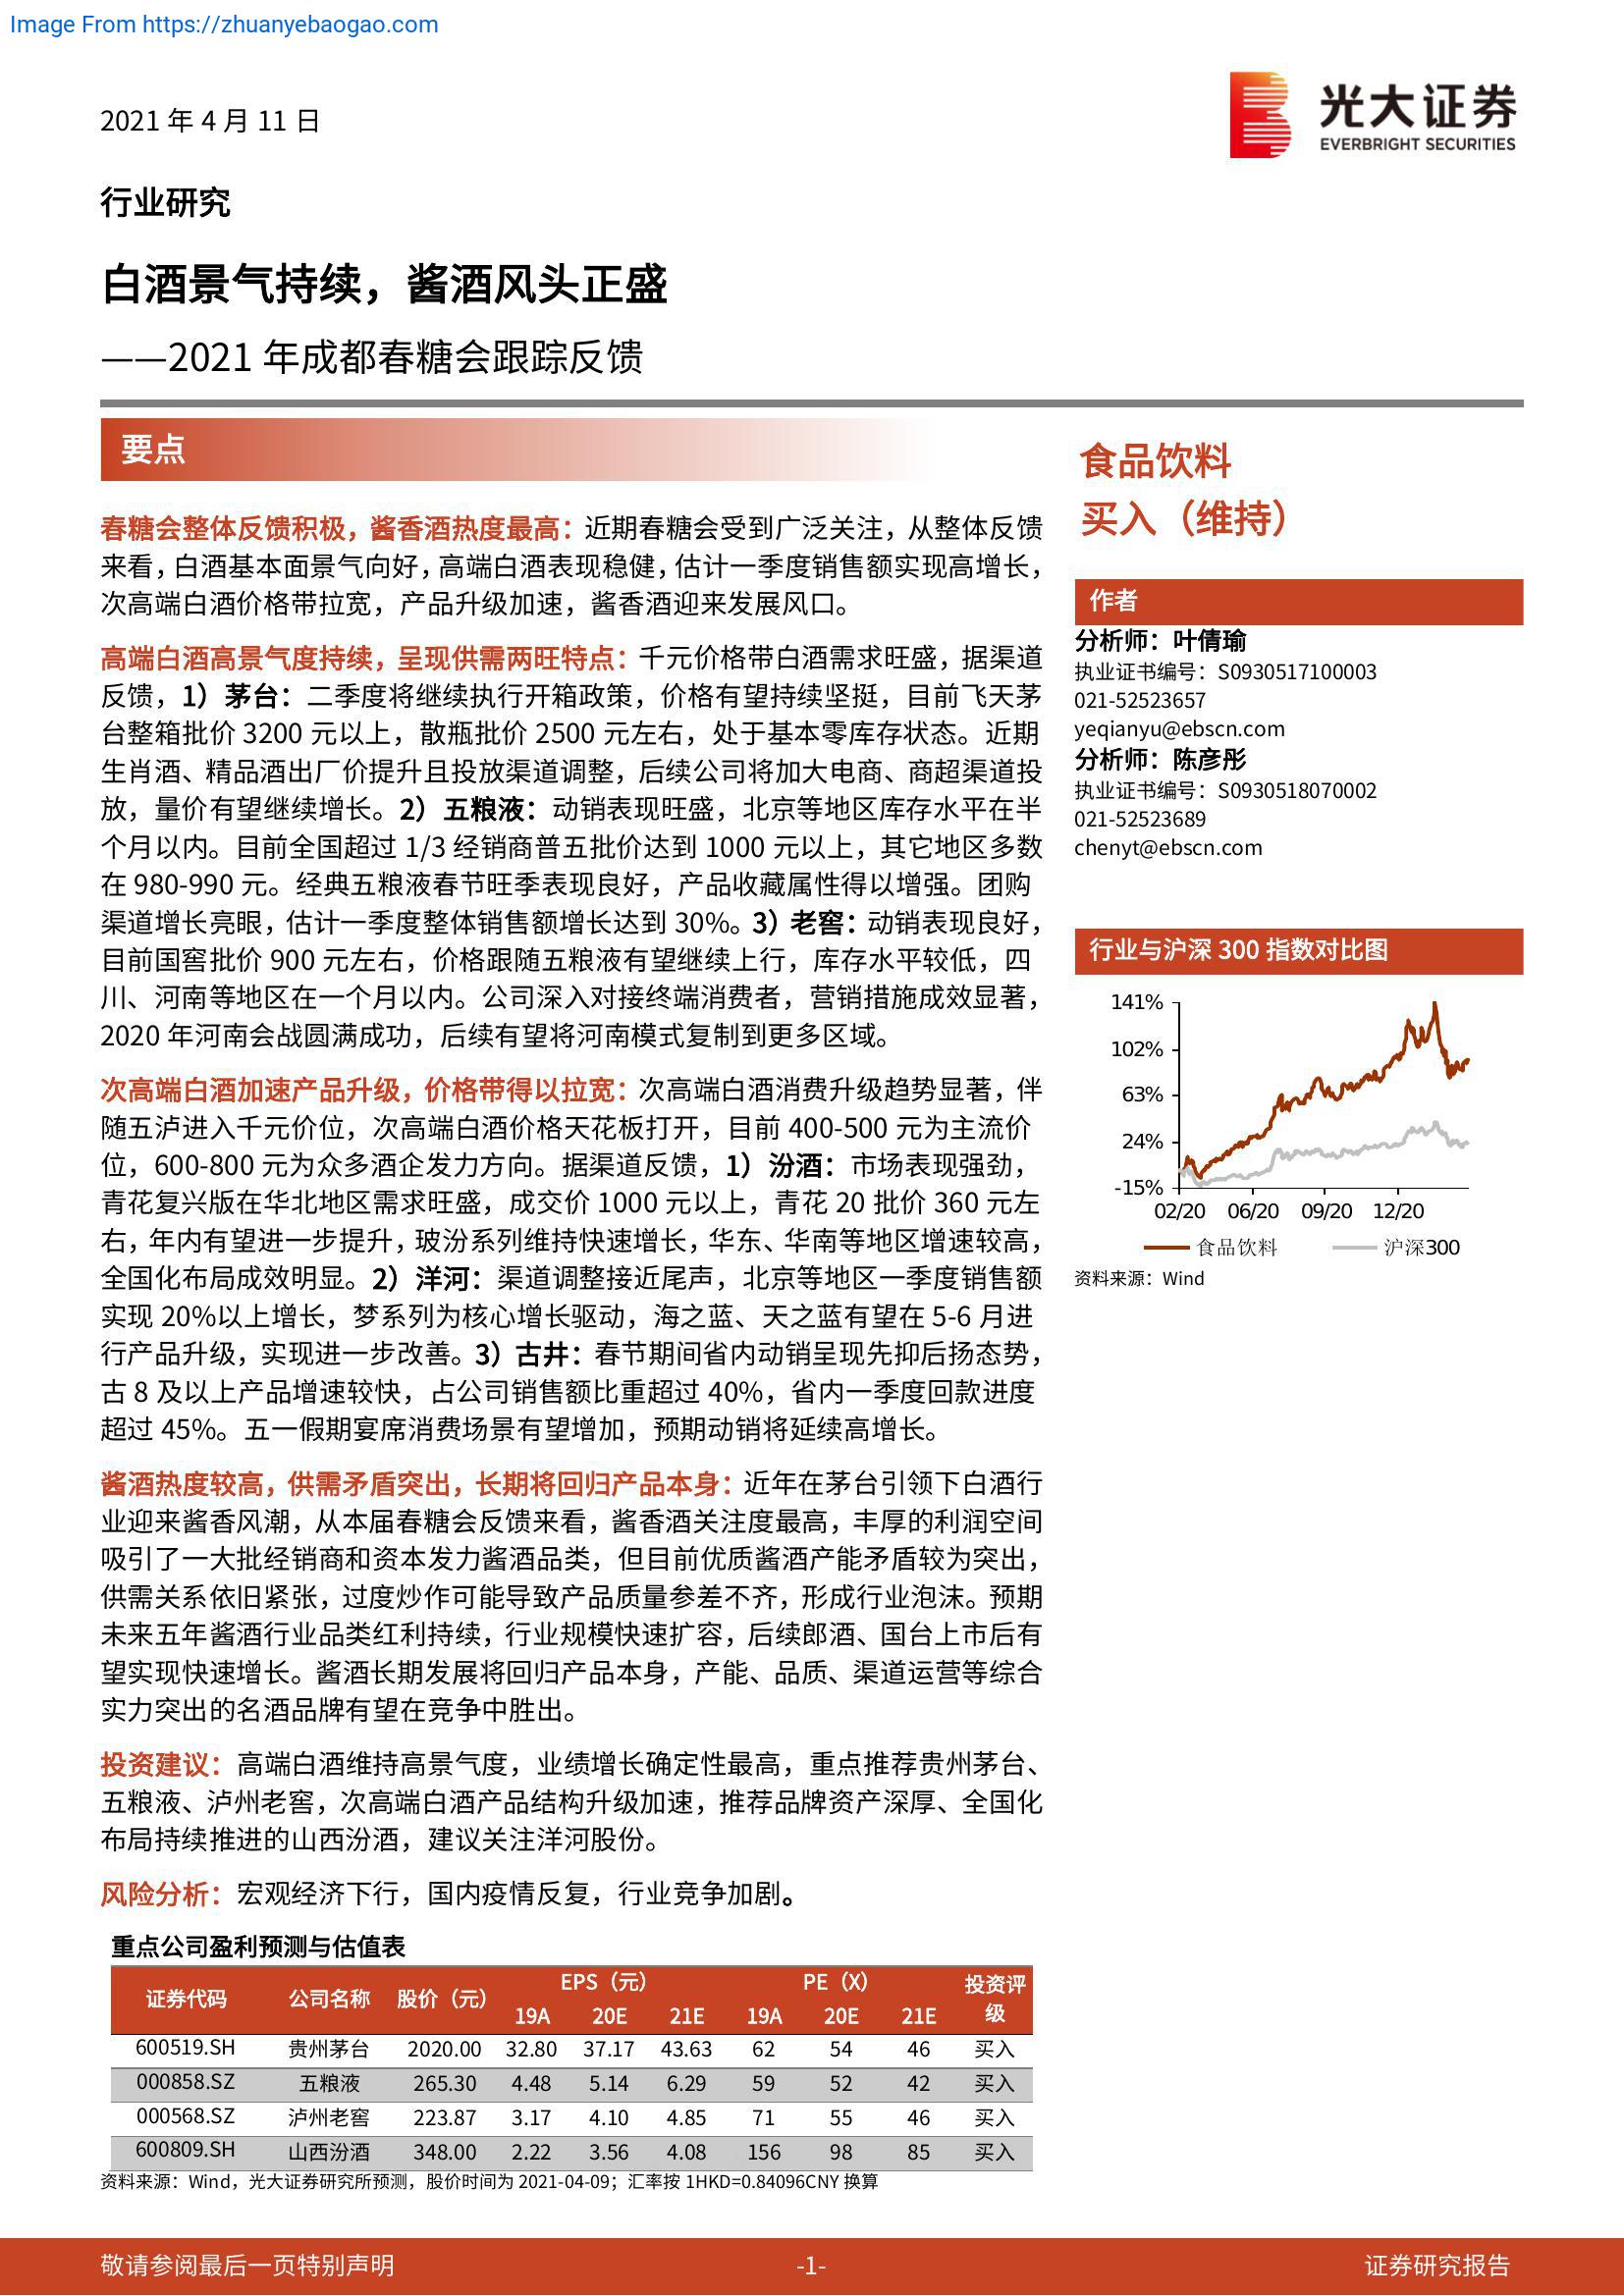 Image From https://zhuanyebaogao.com
2021 年 4 月 11 日
光大证券
EVERBRIGHT SECURITIES
行业研究
白酒景气持续，酱酒风头正盛
——2021 年成都春糖会跟踪反馈
要点
春糖会整体反馈积极，酱香酒热度最高：近期春糖会受到广泛关注，从整体反馈
来看，白酒基本面景气向好，高端白酒表现稳健，估计一季度销售额实现高增长，
次高端白酒价格带拉宽，产品升级加速，酱香酒迎来发展风口。
高端白酒高景气度持续，呈现供需两旺特点：千元价格带白酒需求旺盛，据渠道
反馈，1）茅台：二季度将继续执行开箱政策，价格有望持续坚挺，目前飞天茅
台整箱批价 3200 元以上，散瓶批价 2500 元左右，处于基本零库存状态。近期
生肖酒、精品酒出厂价提升且投放渠道调整，后续公司将加大电商、商超渠道投
放，量价有望继续增长。2）五粮液：动销表现旺盛，北京等地区库存水平在半
个月以内。目前全国超过 1/3 经销商普五批价达到 1000 元以上，其它地区多数
在 980-990 元。经典五粮液春节旺季表现良好，产品收藏属性得以增强。团购
渠道增长亮眼，估计一季度整体销售额增长达到 30%。3）老窖：动销表现良好，
目前国窖批价 900 元左右，价格跟随五粮液有望继续上行，库存水平较低，四
川、河南等地区在一个月以内。公司深入对接终端消费者，营销措施成效显著，
2020 年河南会战圆满成功，后续有望将河南模式复制到更多区域。
次高端白酒加速产品升级，价格带得以拉宽：次高端白酒消费升级趋势显著，伴
随五泸进入千元价位，次高端白酒价格天花板打开，目前 400-500 元为主流价
位，600-800 元为众多酒企发力方向。据渠道反馈，1）汾酒：市场表现强劲，
青花复兴版在华北地区需求旺盛，成交价 1000 元以上，青花 20 批价 360 元左
右，年内有望进一步提升，玻汾系列维持快速增长，华东、华南等地区增速较高，
全国化布局成效明显。2）洋河：渠道调整接近尾声，北京等地区一季度销售额
实现 20%以上增长，梦系列为核心增长驱动，海之蓝、天之蓝有望在 5-6 月进
行产品升级，实现进一步改善。3）古井：春节期间省内动销呈现先抑后扬态势，
古 8 及以上产品增速较快，占公司销售额比重超过 40%，省内一季度回款进度
超过 45%。五一假期宴席消费场景有望增加，预期动销将延续高增长。
酱酒热度较高，供需矛盾突出，长期将回归产品本身：近年在茅台引领下白酒行
业迎来酱香风潮，从本届春糖会反馈来看，酱香酒关注度最高，丰厚的利润空间
吸引了一大批经销商和资本发力酱酒品类，但目前优质酱酒产能矛盾较为突出，
供需关系依旧紧张，过度炒作可能导致产品质量参差不齐，形成行业泡沫。预期
未来五年酱酒行业品类红利持续，行业规模快速扩容，后续郎酒、国台上市后有
望实现快速增长。酱酒长期发展将回归产品本身，产能、品质、渠道运营等综合
实力突出的名酒品牌有望在竞争中胜出。
投资建议：高端白酒维持高景气度，业绩增长确定性最高，重点推荐贵州茅台、
五粮液、泸州老窖，次高端白酒产品结构升级加速，推荐品牌资产深厚、全国化
布局持续推进的山西汾酒，建议关注洋河股份。
风险分析：宏观经济下行，国内疫情反复，行业竞争加剧。
重点公司盈利预测与估值表
证券代码 公司名称 股价（元） EPS（元） PE（X） 投资评级
19A 20E 21E 19A 20E 21E
600519.SH 贵州茅台 2020.00 32.80 37.17 43.63 62 54 46 买入
000858.SZ 五粮液 265.30 4.48 5.14 6.29 59 52 42 买入
000568.SZ 泸州老窖 223.87 3.17 4.10 4.85 71 55 46 买入
600809.SH 山西汾酒 348.00 2.22 3.56 4.08 156 98 85 买入
资料来源：Wind，光大证券研究所预测，股价时间为 2021-04-09；汇率按 1HKD=0.84096CNY 换算
食品饮料
买入（维持）
作者
分析师：叶倩瑜
执业证书编号：S0930517100003
021-52523657
yeqianyu@ebscn.com
分析师：陈彦彤
执业证书编号：S0930518070002
021-52523689
chenyt@ebscn.com
行业与沪深 300 指数对比图
141%
102%
63%
24%
-15%
02/20 06/20 09/20 12/20
食品饮料 沪深300
资料来源：Wind
敬请参阅最后一页特别声明 -1- 证券研究报告